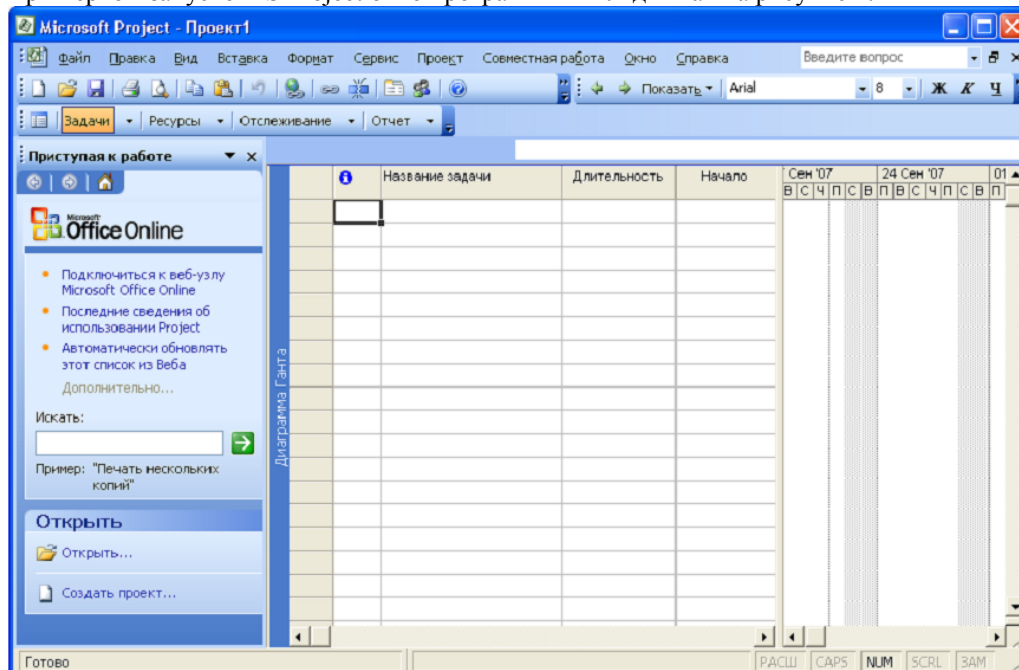 Microsoft Project - Проект1
Файл Правка Вид Вставка Формат Сервис Проект Совместная работа Окно Справка Введите вопрос
Показать Arial 8 Ж К Ч
Задачи Ресурсы Отслеживание Отчет
Приступая к работе
Microsoft
Office Online
Подключиться к веб-узлу
Microsoft Office Online
Последние сведения об
использовании Project
Автоматически обновлять
этот список из Веба
Дополнительно...
Искать:
Пример: "Печать нескольких
копий"
Открыть
Открыть...
Создать проект...
Диаграмма Ганта
Название задачи Длительность Начало
Сен '07 24 Сен '07 01
В С Ч П С В П В С Ч П С В П
Готово РАСШ CAPS NUM SCRL ЗАМ